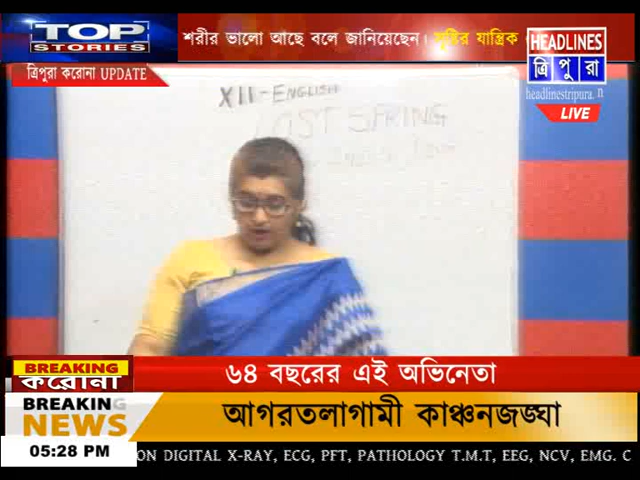 TOP
STORIES
শরীর ভালো আছে বলে জানিয়েছেন। সৃষ্টির যান্ত্রিক
HEADLINES
ত্রিপুরা
headlinestripura.
LIVE
ত্রিপুরা করোনা UPDATE
XII-ENGLISH
LOST SPRING
BREAKING
করোনা
৬৪ বছরের এই অভিনেতা
BREAKING
NEWS
আগরতলাগামী কাঞ্চনজঙ্ঘা
05:28 PM
ON DIGITAL X-RAY, ECG, PFT, PATHOLOGY T.M.T, EEG, NCV, EMG. C